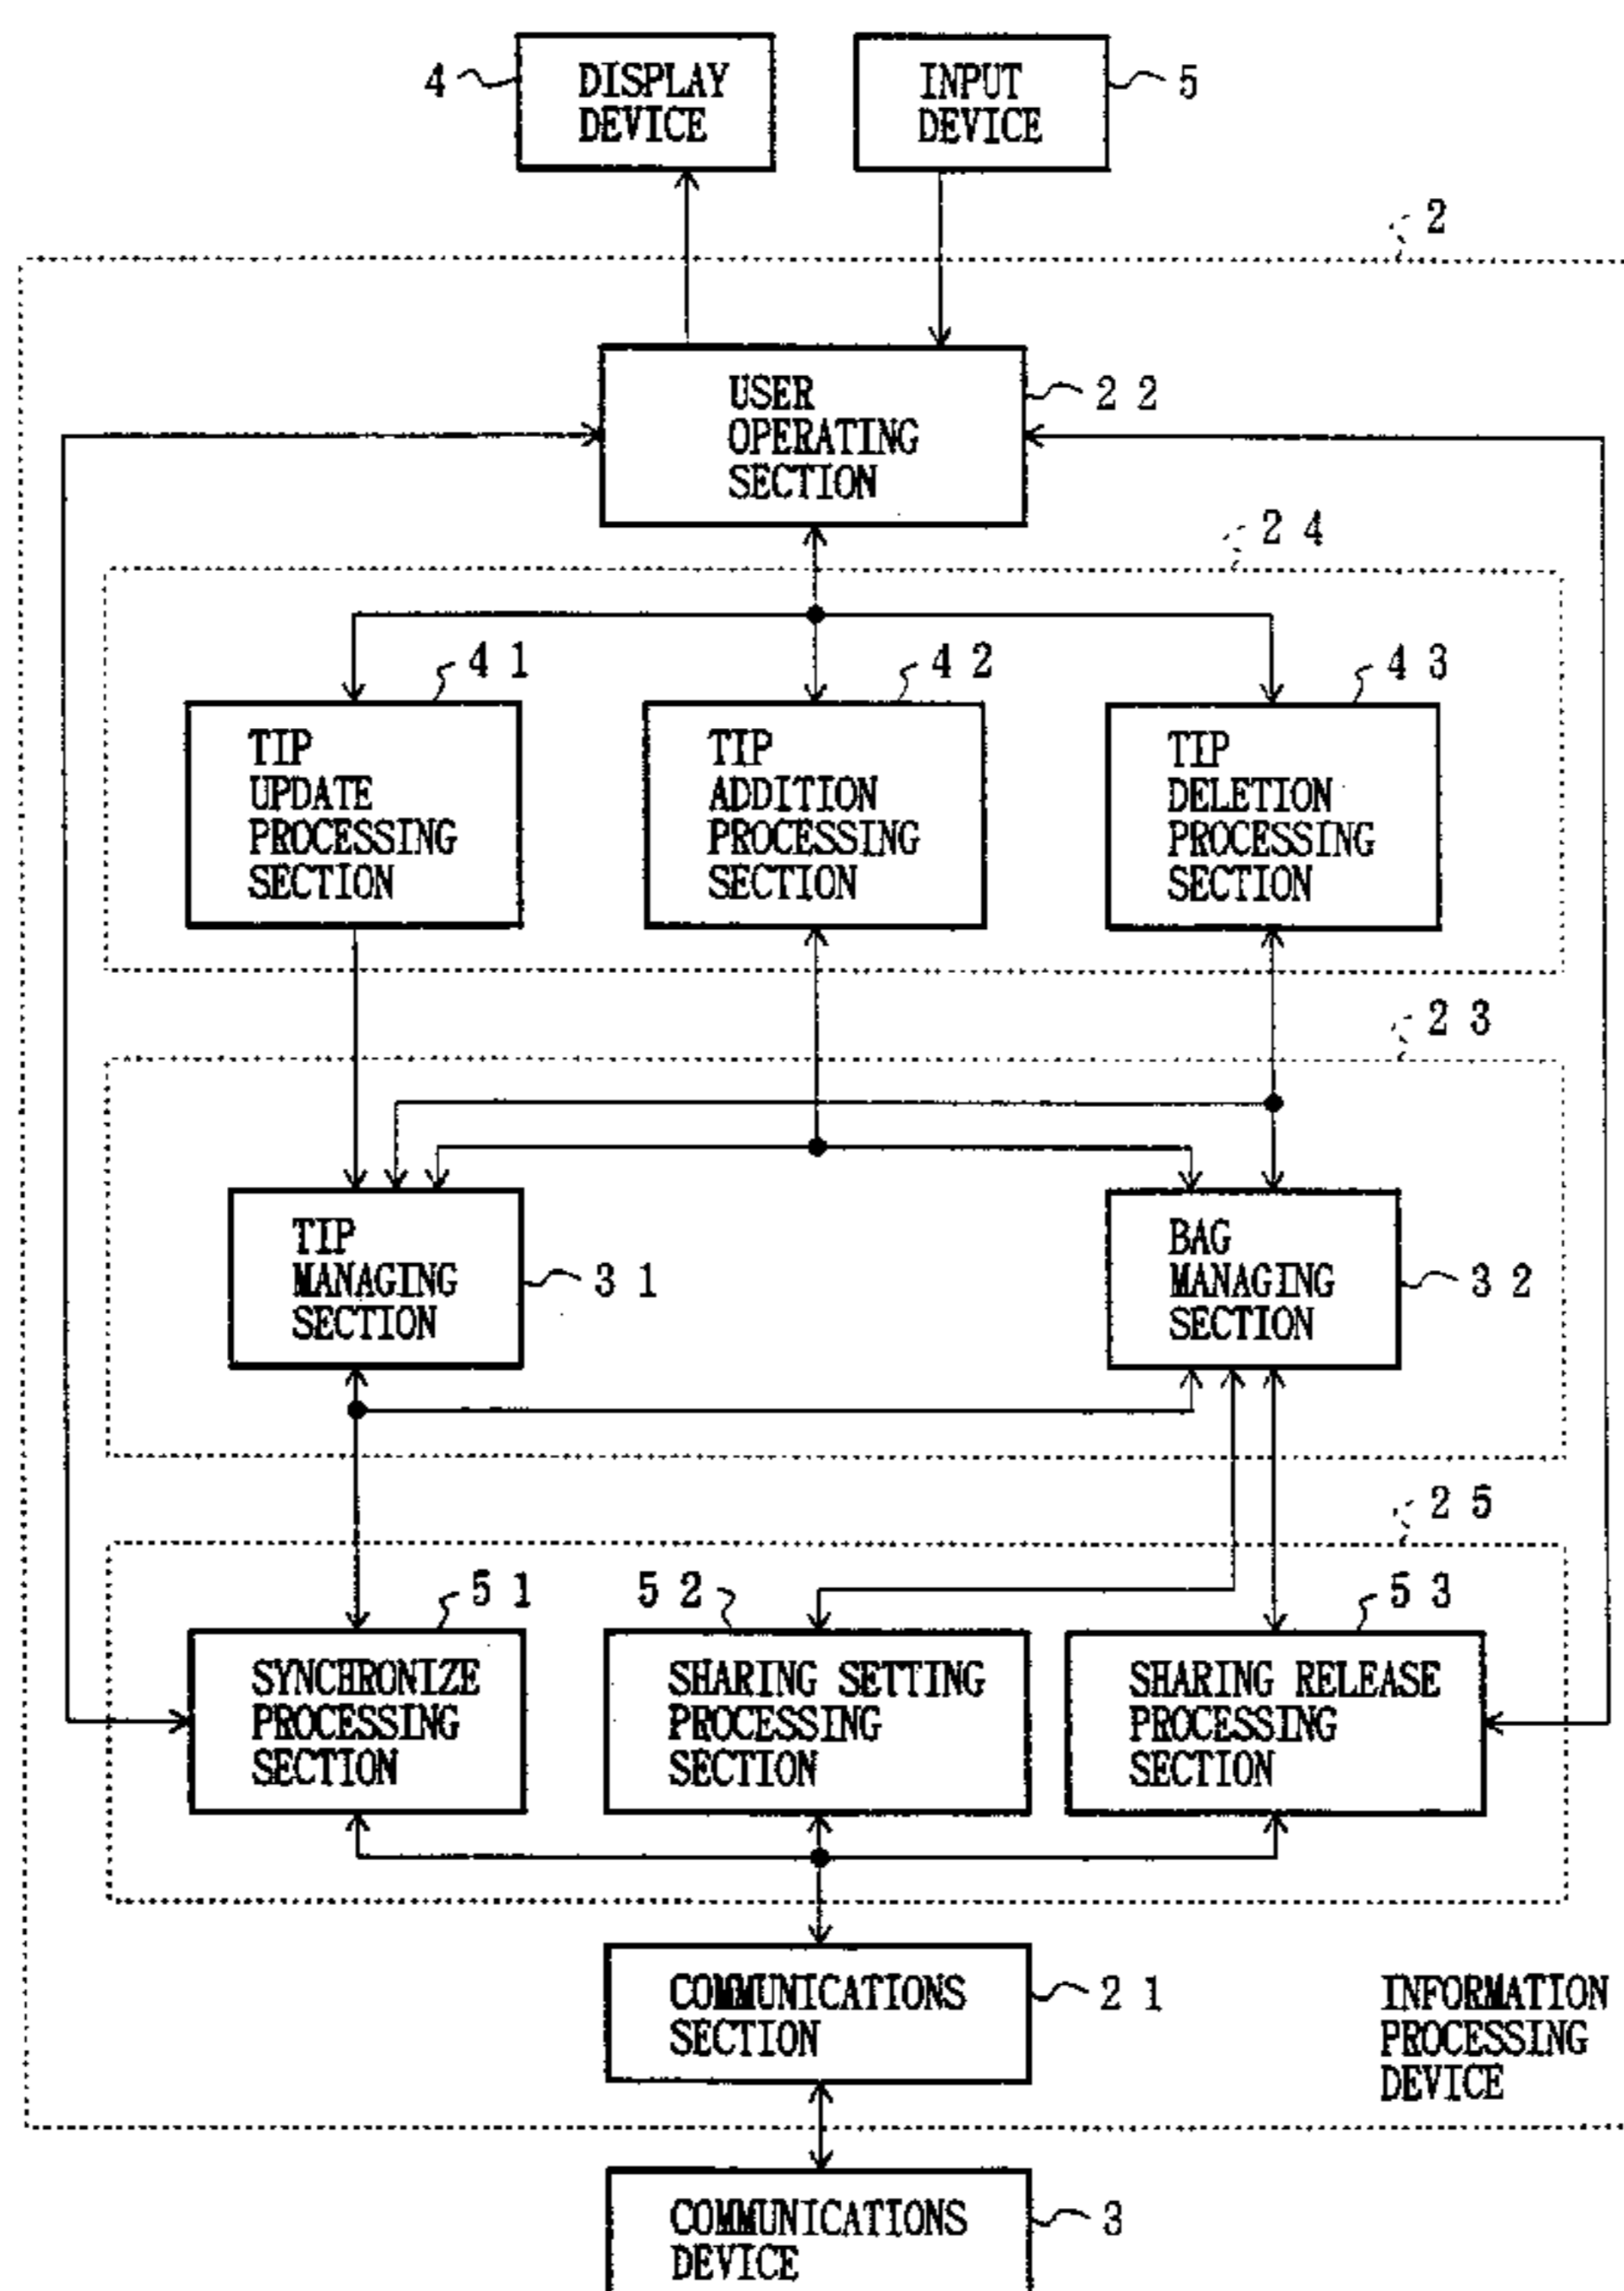 4
DISPLAY
DEVICE
INPUT
DEVICE
5
2
USER
OPERATING
SECTION
22
24
41
42
43
TIP
UPDATE
PROCESSING
SECTION
TIP
ADDITION
PROCESSING
SECTION
TIP
DELETION
PROCESSING
SECTION
23
TIP
MANAGING
SECTION
31
BAG
MANAGING
SECTION
32
25
51
52
53
SYNCHRONIZE
PROCESSING
SECTION
SHARING SETTING
PROCESSING
SECTION
SHARING RELEASE
PROCESSING
SECTION
COMMUNICATIONS
SECTION
21
INFORMATION
PROCESSING
DEVICE
COMMUNICATIONS
DEVICE
3